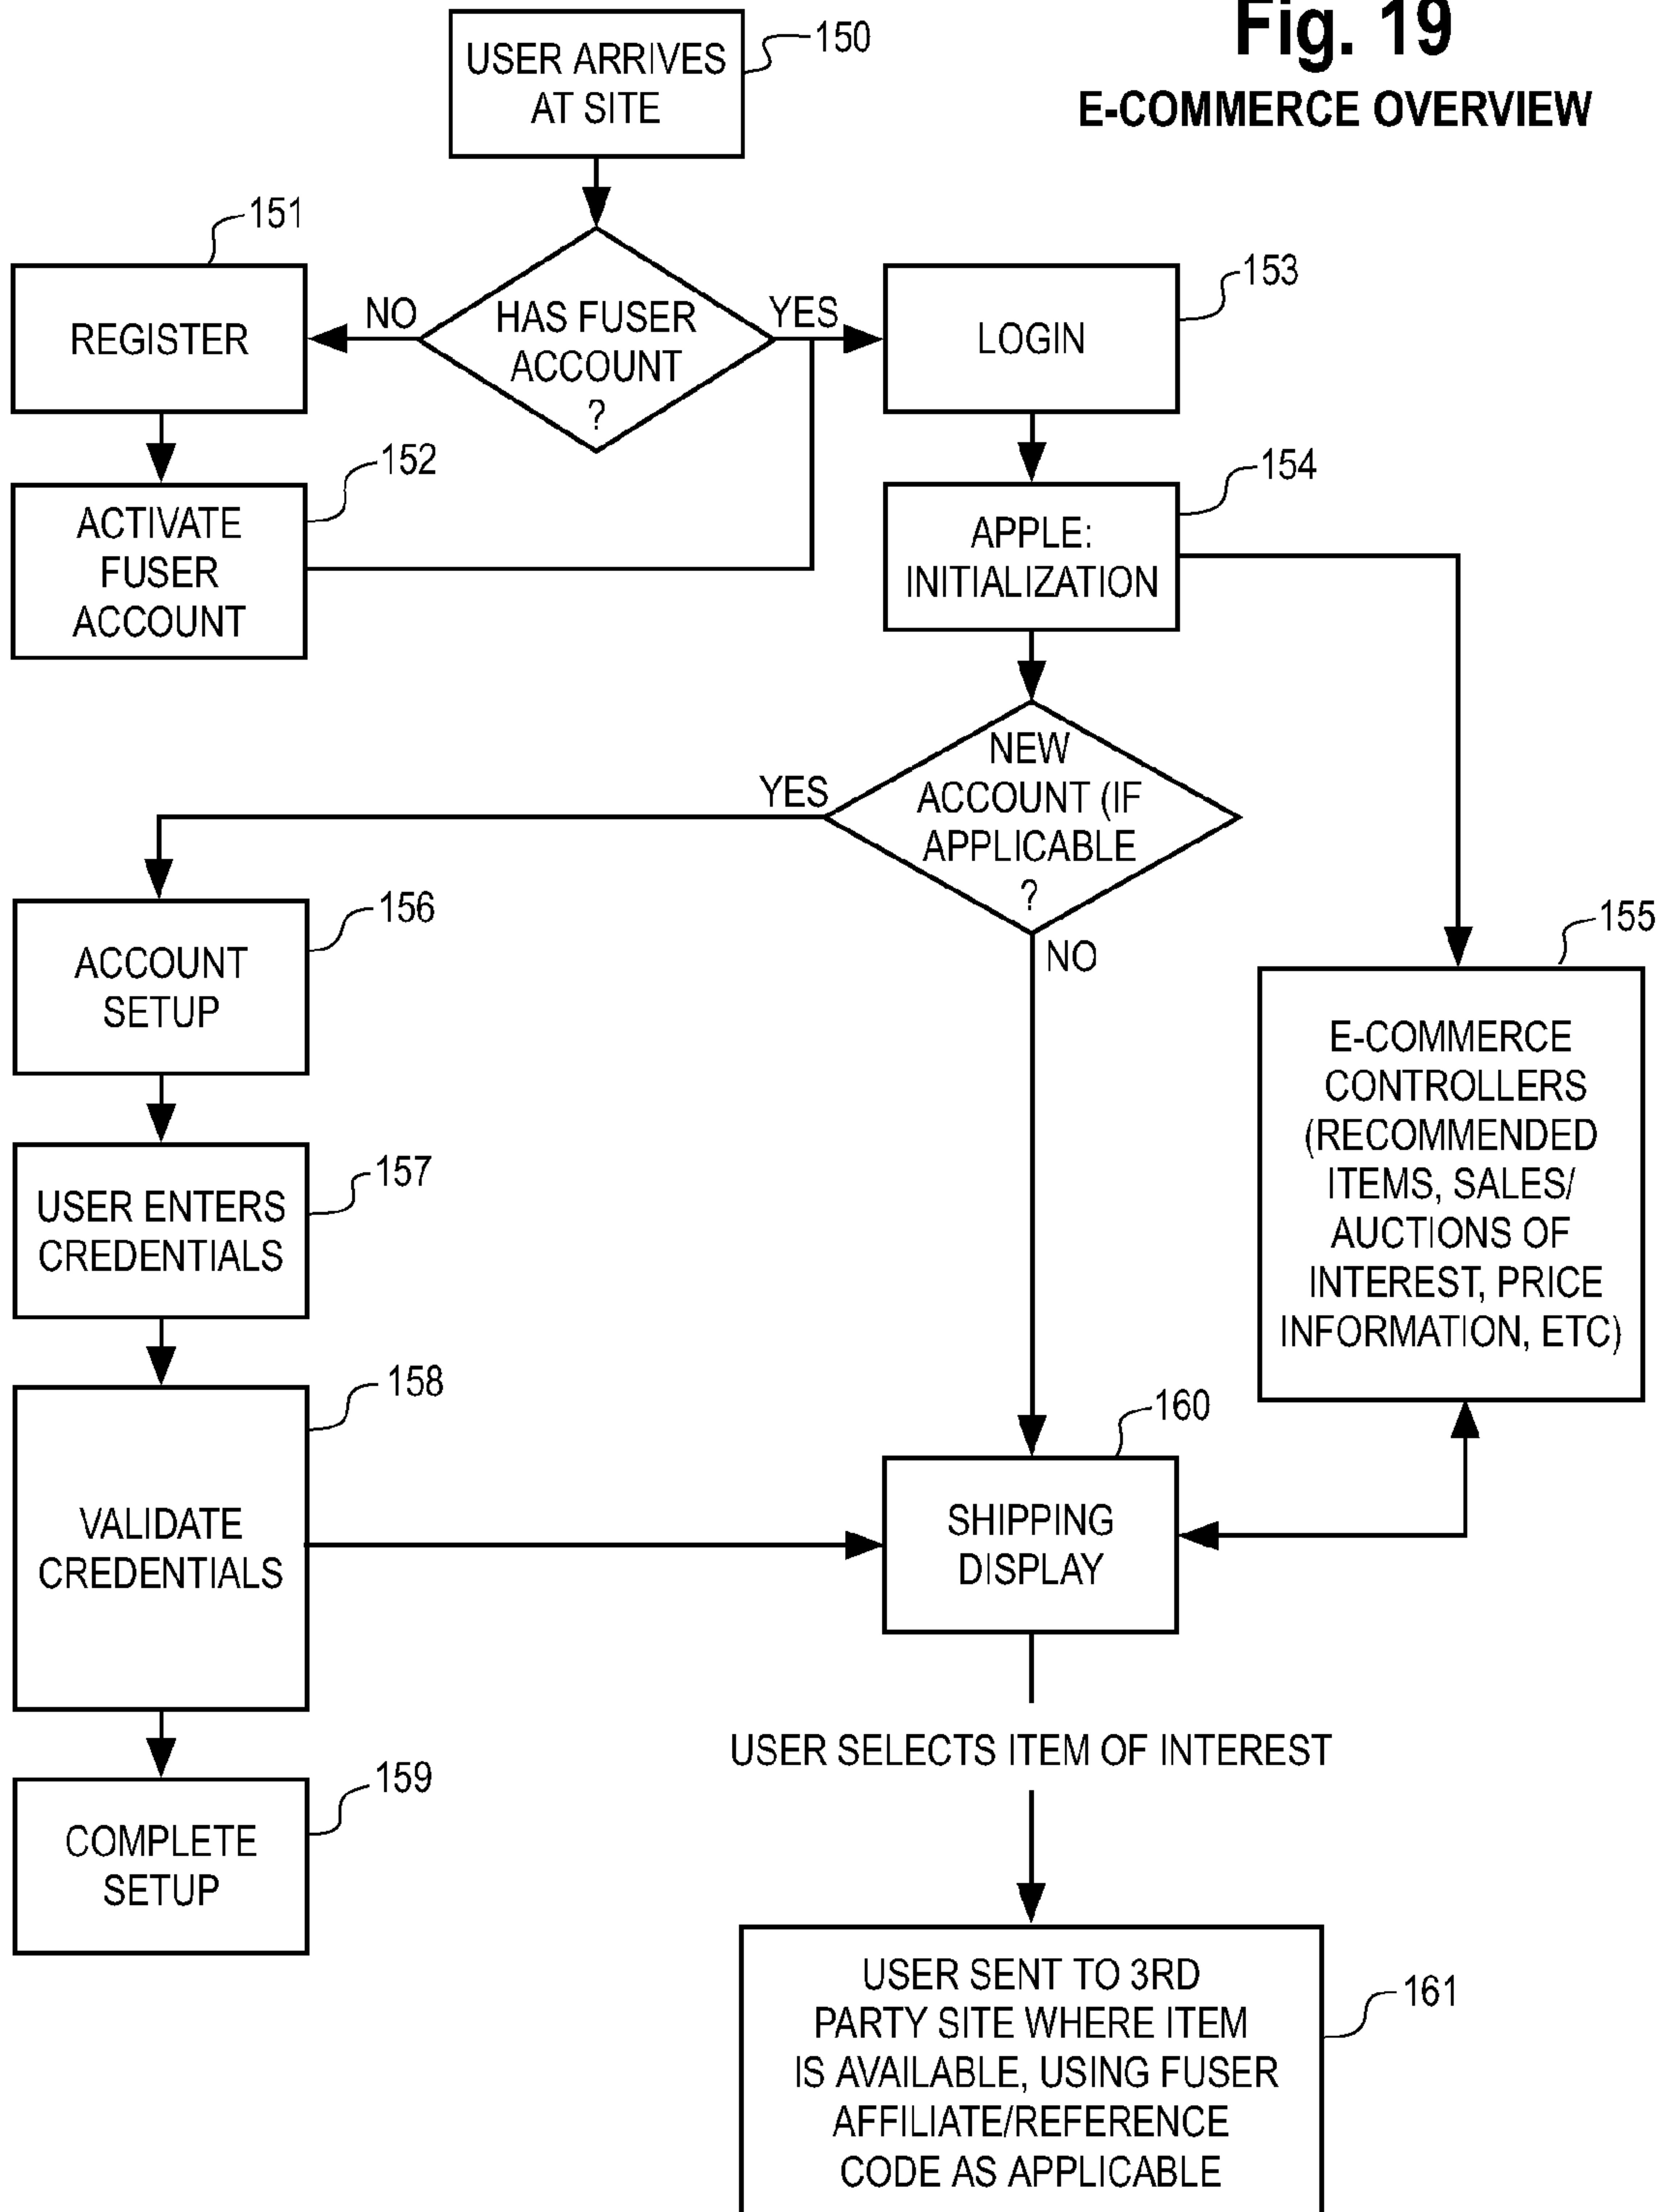 Fig. 19
E-COMMERCE OVERVIEW
USER ARRIVES
AT SITE
150
151
REGISTER
NO
HAS FUSER
ACCOUNT
?
YES
153
LOGIN
152
ACTIVATE
FUSER
ACCOUNT
154
APPLE:
INITIALIZATION
NEW
ACCOUNT (IF
APPLICABLE
?
YES
NO
156
ACCOUNT
SETUP
155
E-COMMERCE
CONTROLLERS
(RECOMMENDED
ITEMS, SALES/
AUCTIONS OF
INTEREST, PRICE
INFORMATION, ETC)
157
USER ENTERS
CREDENTIALS
158
VALIDATE
CREDENTIALS
160
SHIPPING
DISPLAY
USER SELECTS ITEM OF INTEREST
159
COMPLETE
SETUP
USER SENT TO 3RD
PARTY SITE WHERE ITEM
IS AVAILABLE, USING FUSER
AFFILIATE/REFERENCE
CODE AS APPLICABLE
161